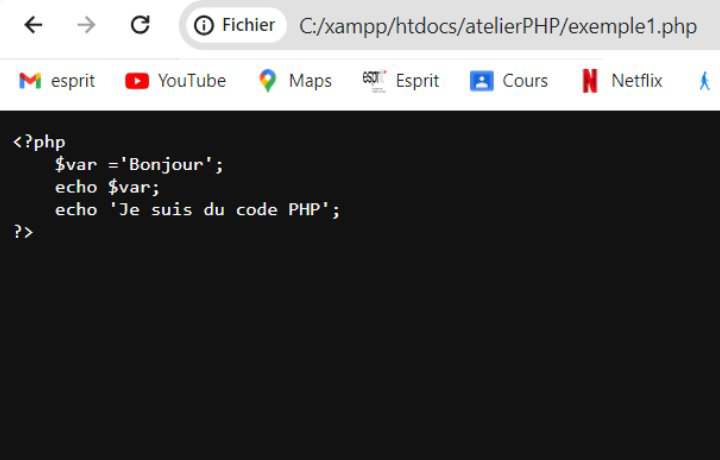 Fichier C:/xampp/htdocs/atelierPHP/exemple1.php
esprit YouTube Maps esprit Esprit Cours Netflix
<?php
$var ='Bonjour';
echo $var;
echo 'Je suis du code PHP';
?>